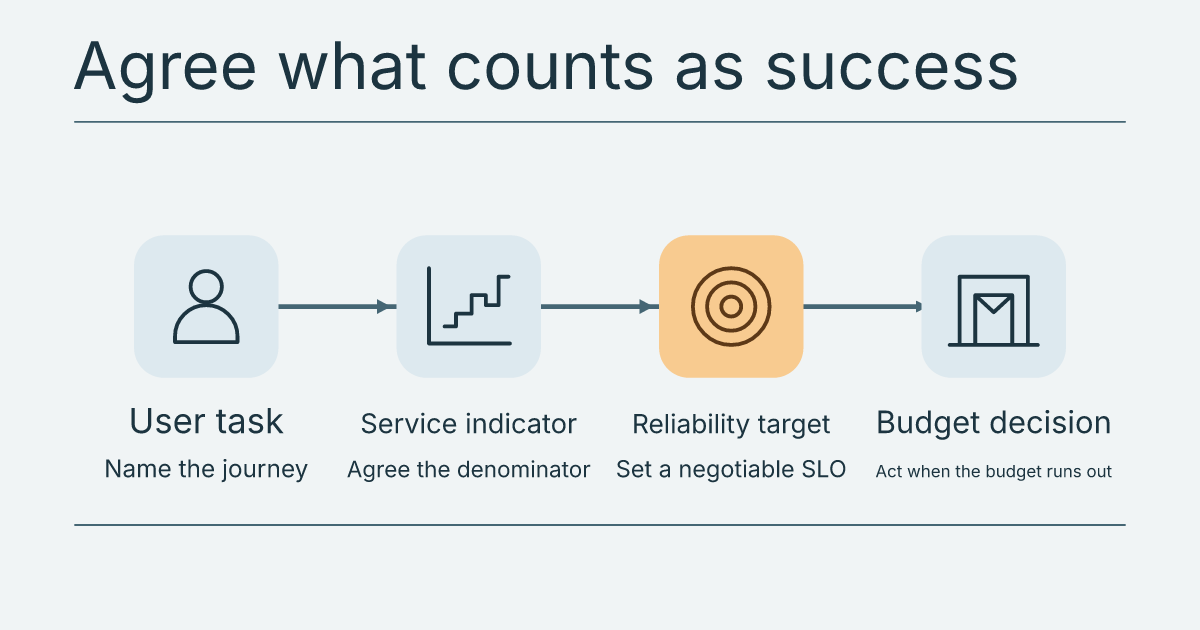 Agree what counts as success
User task
Name the journey
Service indicator
Agree the denominator
Reliability target
Set a negotiable SLO
Budget decision
Act when the budget runs out